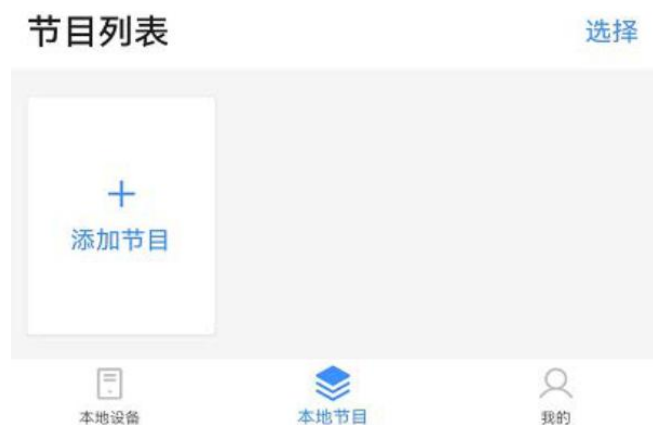 节目列表 选择
添加节目
本地设备 本地节目 我的